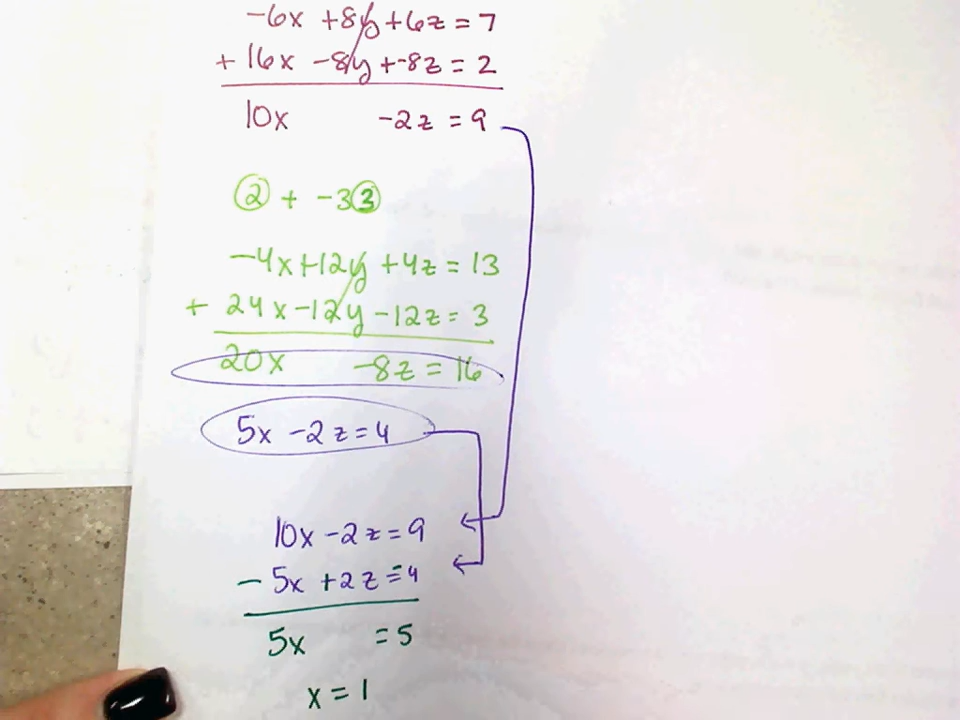 -6x +8y +6z = 7
+ 16x -8y +-8z = 2
10x -2z = 9
② + -3③
-4x+12y +4z = 13
+ 24x -12y -12z = 3
20x -8z = 16
5x -2z = 4
10x -2z = 9
- 5x +2z = -4
5x = 5
x = 1